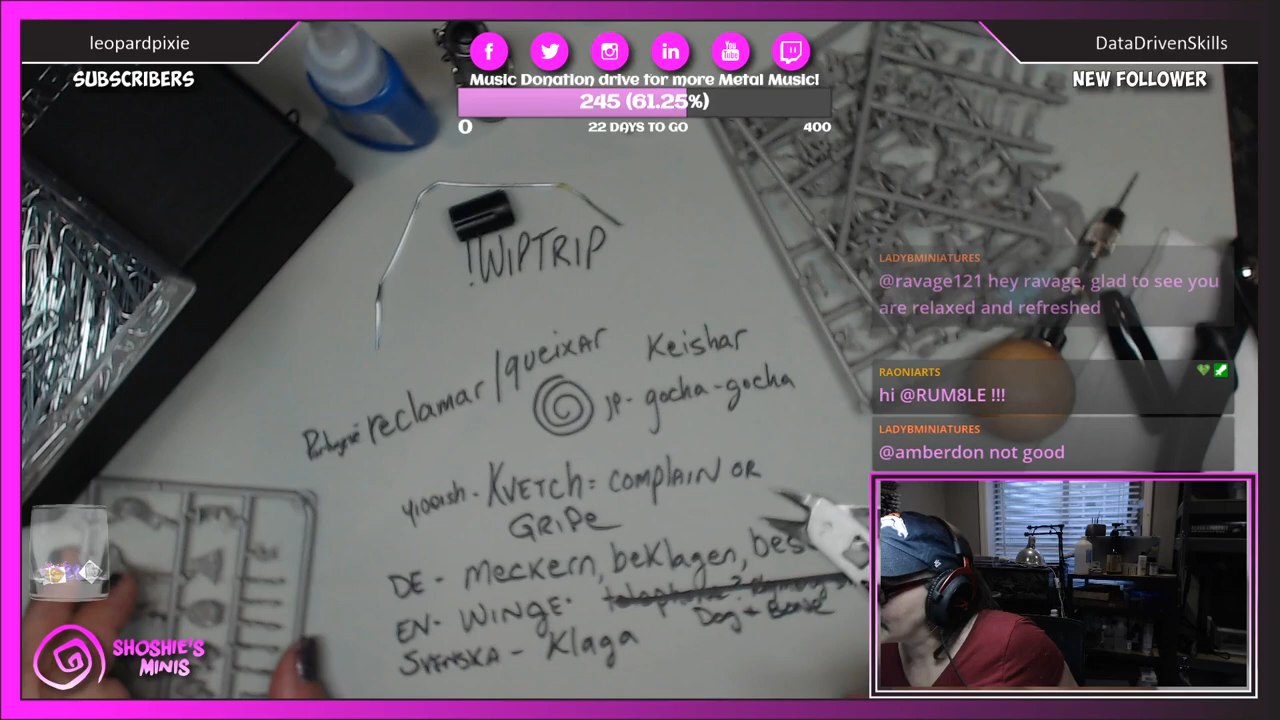 leopardpixie
SUBSCRIBERS
DataDrivenSkills
NEW FOLLOWER
You
Tube
Music Donation drive for more Metal Music!
245 (61.25%)
0
22 DAYS TO GO
400
!WIPTRIP
reclamar/queixar
Keishar
JP- gocha-gocha
Yiddish - KVETCH = COMPLAIN OR
GRIPE
DE- Meckern, beklagen,
EN- WINGE-
SVENSKA - Klaga
LADYBMINIATURES
@ravage121 hey ravage, glad to see you
are relaxed and refreshed
RAONIARTS
hi @RUM8LE !!!
LADYBMINIATURES
@amberdon not good
SHOSHIE'S
MINIS